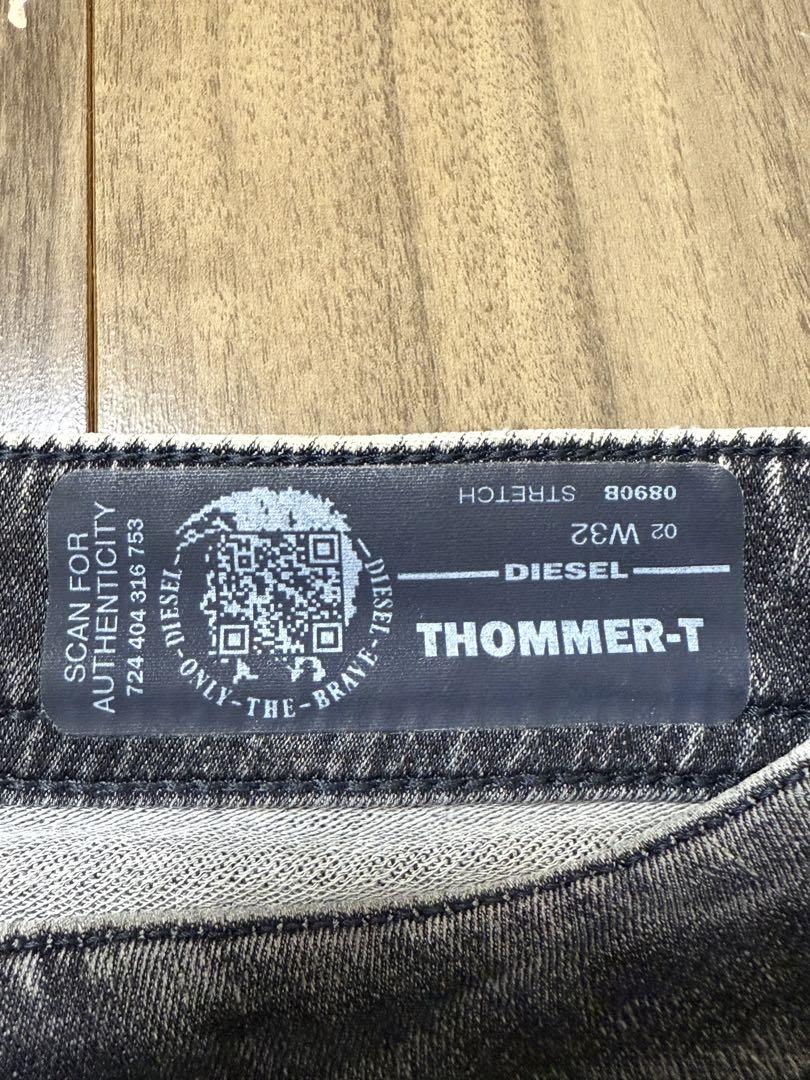 SCAN FOR
AUTHENTICITY
724 404 316 753
DIESEL-ONLY-THE-BRAVE-DIESEL
0890B STRETCH
02 W32
DIESEL
THOMMER-T